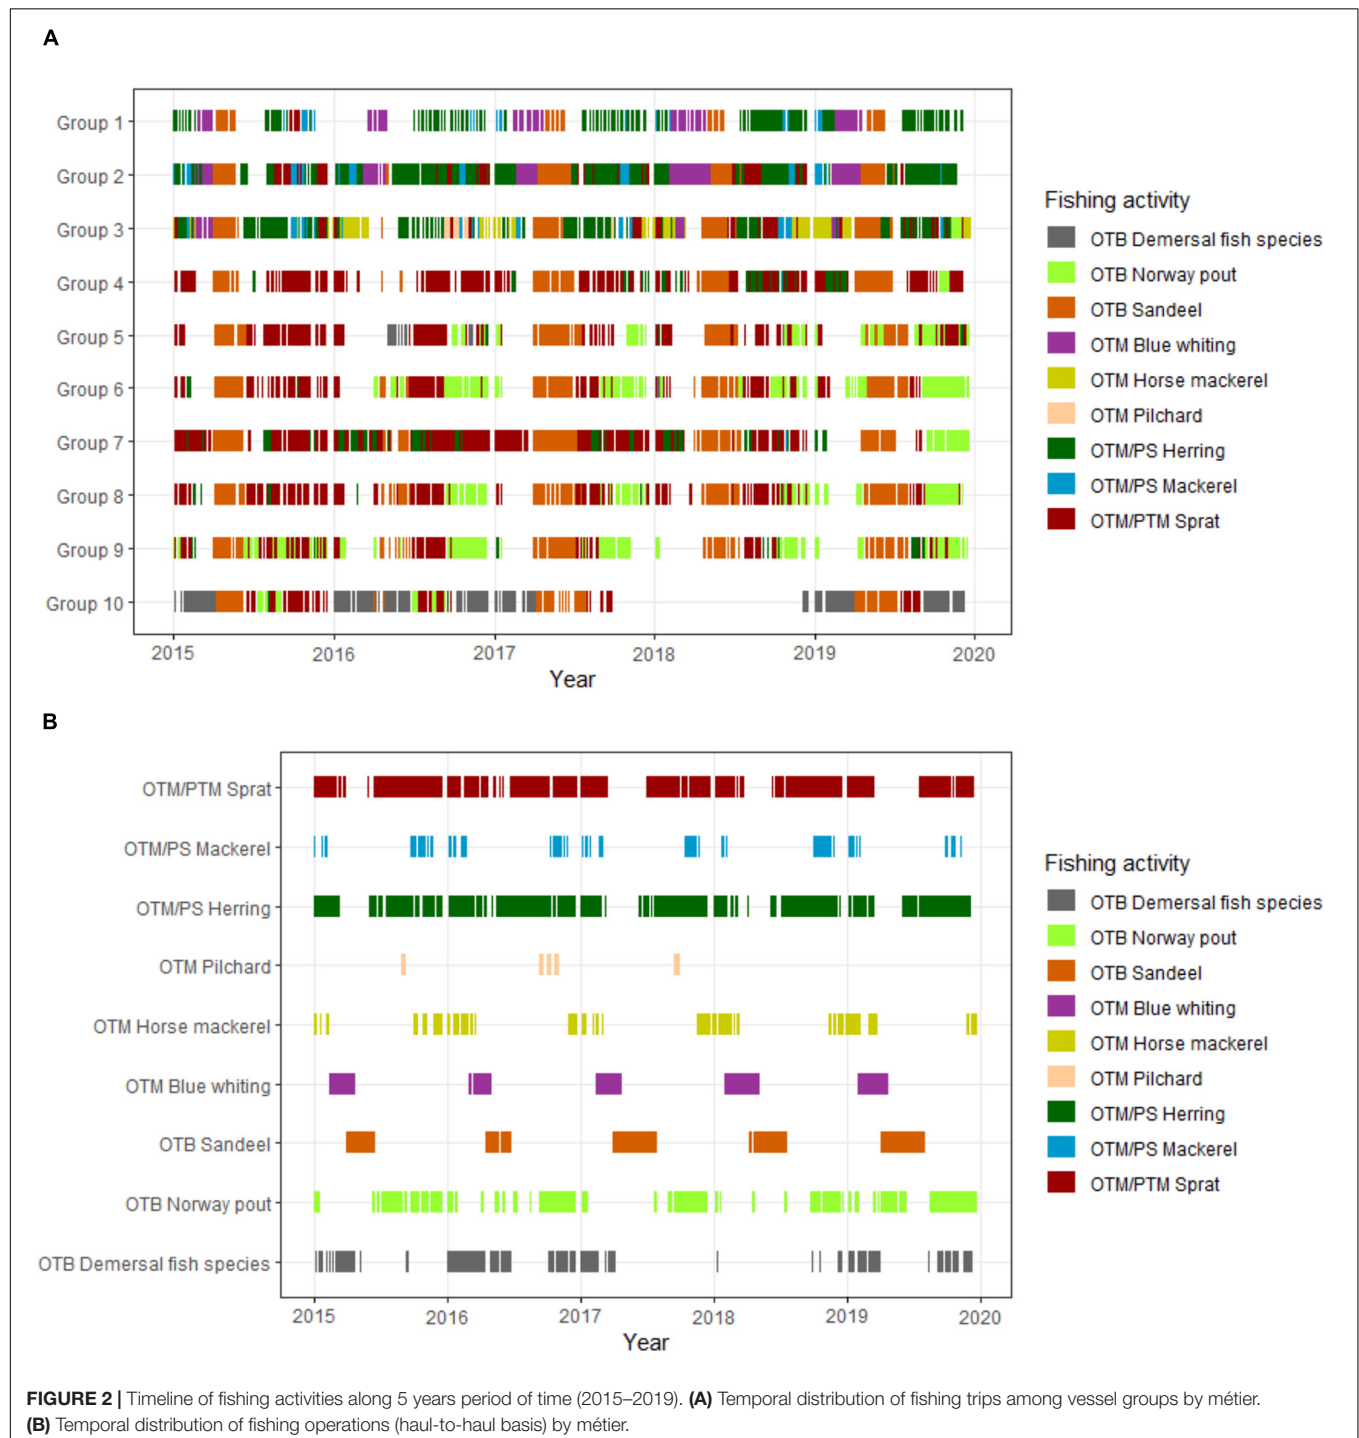 A
Group 1
Group 2
Group 3
Group 4
Group 5
Group 6
Group 7
Group 8
Group 9
Group 10
2015 2016 2017 2018 2019 2020
Year
Fishing activity
OTB Demersal fish species
OTB Norway pout
OTB Sandeel
OTM Blue whiting
OTM Horse mackerel
OTM Pilchard
OTM/PS Herring
OTM/PS Mackerel
OTM/PTM Sprat
B
OTM/PTM Sprat
OTM/PS Mackerel
OTM/PS Herring
OTM Pilchard
OTM Horse mackerel
OTM Blue whiting
OTB Sandeel
OTB Norway pout
OTB Demersal fish species
2015 2016 2017 2018 2019 2020
Year
Fishing activity
OTB Demersal fish species
OTB Norway pout
OTB Sandeel
OTM Blue whiting
OTM Horse mackerel
OTM Pilchard
OTM/PS Herring
OTM/PS Mackerel
OTM/PTM Sprat
FIGURE 2 | Timeline of fishing activities along 5 years period of time (2015–2019). (A) Temporal distribution of fishing trips among vessel groups by métier.
(B) Temporal distribution of fishing operations (haul-to-haul basis) by métier.